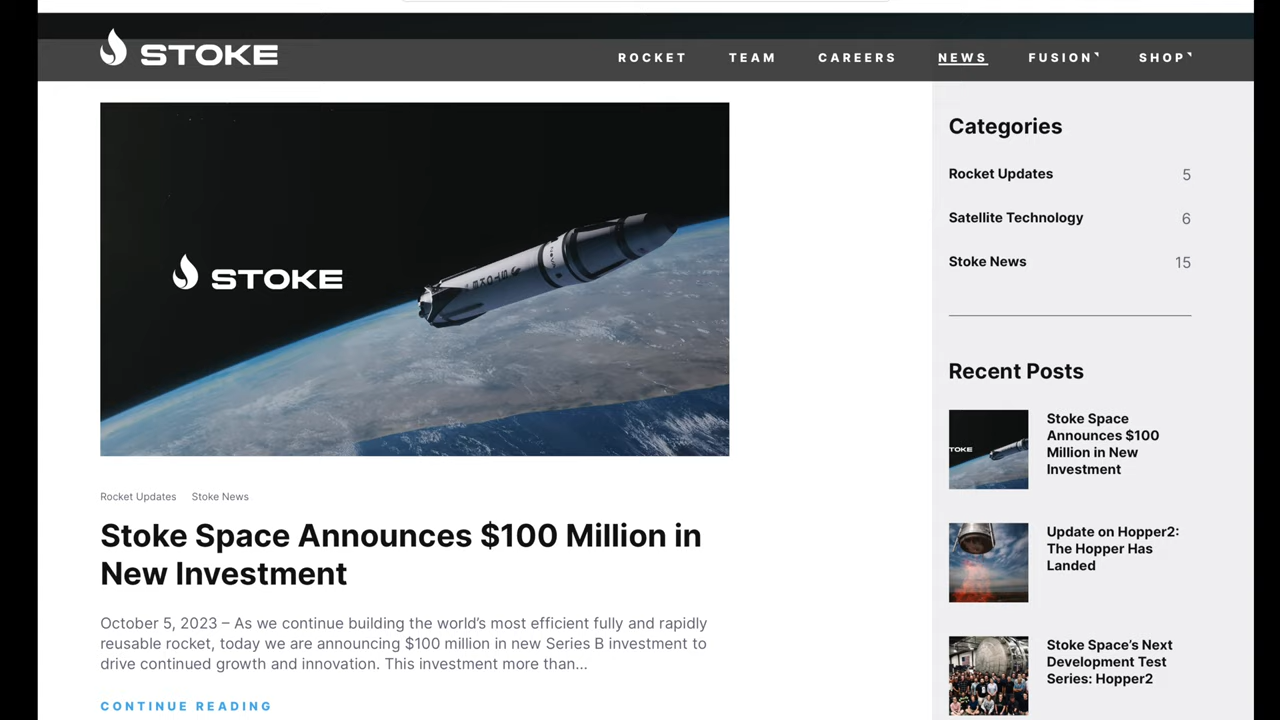 STOKE
ROCKET TEAM CAREERS NEWS FUSION SHOP
STOKE
STOKE
Rocket Updates Stoke News
Stoke Space Announces $100 Million in
New Investment
October 5, 2023 – As we continue building the world's most efficient fully and rapidly
reusable rocket, today we are announcing $100 million in new Series B investment to
drive continued growth and innovation. This investment more than...
CONTINUE READING
Categories
Rocket Updates 5
Satellite Technology 6
Stoke News 15
Recent Posts
TOKE
Stoke Space
Announces $100
Million in New
Investment
Update on Hopper2:
The Hopper Has
Landed
Stoke Space's Next
Development Test
Series: Hopper2